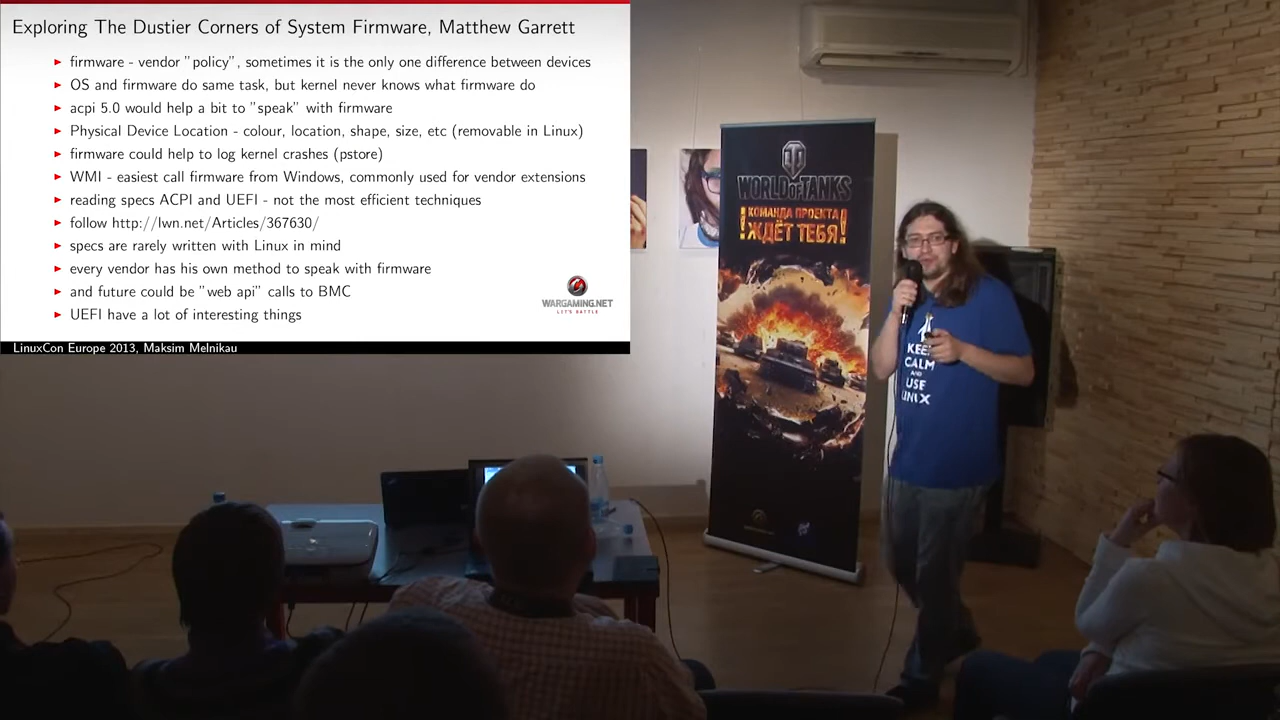 Exploring The Dustier Corners of System Firmware, Matthew Garrett
firmware - vendor "policy", sometimes it is the only one difference between devices
OS and firmware do same task, but kernel never knows what firmware do
acpi 5.0 would help a bit to "speak" with firmware
Physical Device Location - colour, location, shape, size, etc (removable in Linux)
firmware could help to log kernel crashes (pstore)
WMI - easiest call firmware from Windows, commonly used for vendor extensions
reading specs ACPI and UEFI - not the most efficient techniques
follow http://lwn.net/Articles/367630/
specs are rarely written with Linux in mind
every vendor has his own method to speak with firmware
and future could be "web api" calls to BMC
UEFI have a lot of interesting things
WARGAMING.NET
LET'S BATTLE
LinuxCon Europe 2013, Maksim Melnikau
WORLD OF TANKS
КОМАНДА ПРОЕКТА
ЖДЁТ ТЕБЯ!
KEEP
CALM
AND
USE
LINUX